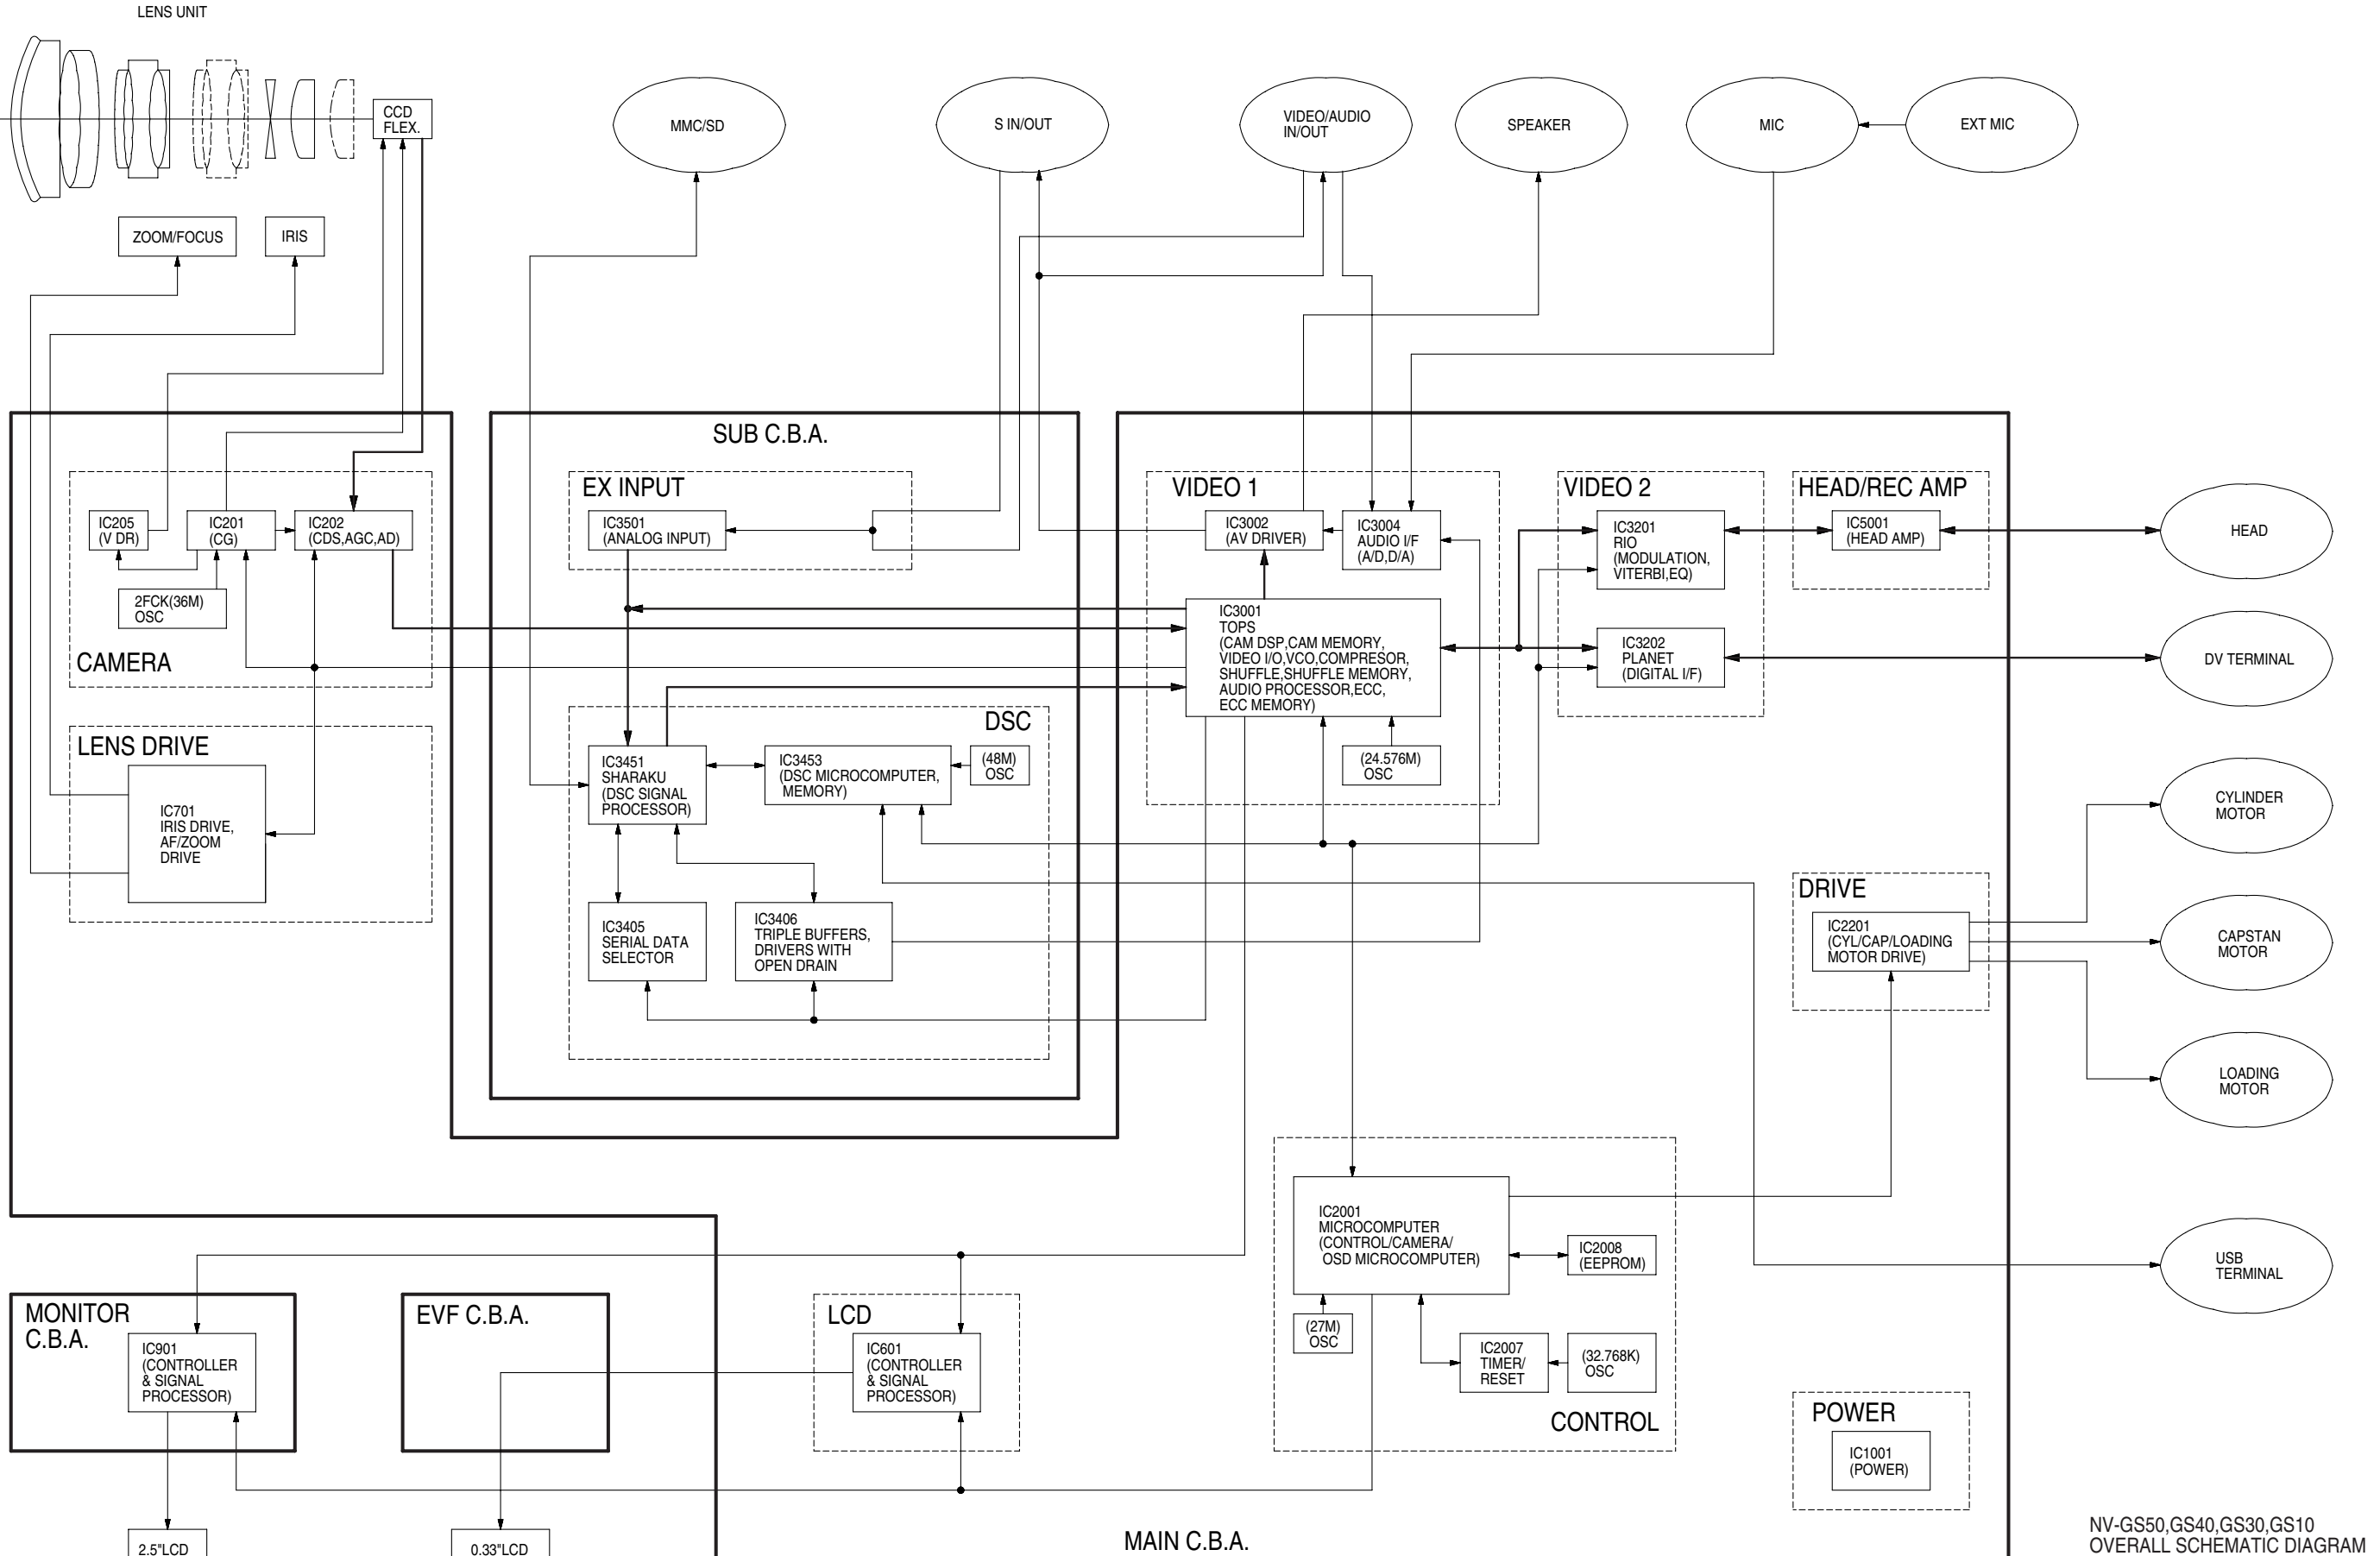 LENS UNIT
CCD
FLEX.
MMC/SD
S IN/OUT
VIDEO/AUDIO
IN/OUT
SPEAKER
MIC
EXT MIC
ZOOM/FOCUS
IRIS
SUB C.B.A.
EX INPUT
IC3501
(ANALOG INPUT)
VIDEO 1
IC3002
(AV DRIVER)
IC3004
AUDIO I/F
(A/D,D/A)
VIDEO 2
IC3201
RIO
(MODULATION,
VITERBI,EQ)
HEAD/REC AMP
IC5001
(HEAD AMP)
HEAD
IC205
(V DR)
IC201
(CG)
IC202
(CDS,AGC,AD)
2FCK(36M)
OSC
CAMERA
IC3001
TOPS
(CAM DSP,CAM MEMORY,
VIDEO I/O,VCO,COMPRESOR,
SHUFFLE,SHUFFLE MEMORY,
AUDIO PROCESSOR,ECC,
ECC MEMORY)
IC3202
PLANET
(DIGITAL I/F)
DV TERMINAL
LENS DRIVE
IC701
IRIS DRIVE,
AF/ZOOM
DRIVE
DSC
IC3451
SHARAKU
(DSC SIGNAL
PROCESSOR)
IC3453
(DSC MICROCOMPUTER,
MEMORY)
(48M)
OSC
(24.576M)
OSC
CYLINDER
MOTOR
IC3405
SERIAL DATA
SELECTOR
IC3406
TRIPLE BUFFERS,
DRIVERS WITH
OPEN DRAIN
DRIVE
IC2201
(CYL/CAP/LOADING
MOTOR DRIVE)
CAPSTAN
MOTOR
LOADING
MOTOR
IC2001
MICROCOMPUTER
(CONTROL/CAMERA/
OSD MICROCOMPUTER)
IC2008
(EEPROM)
USB
TERMINAL
MONITOR
C.B.A.
IC901
(CONTROLLER
& SIGNAL
PROCESSOR)
EVF C.B.A.
LCD
IC601
(CONTROLLER
& SIGNAL
PROCESSOR)
(27M)
OSC
IC2007
TIMER/
RESET
(32.768K)
OSC
CONTROL
POWER
IC1001
(POWER)
2.5"LCD
0.33"LCD
MAIN C.B.A.
NV-GS50,GS40,GS30,GS10
OVERALL SCHEMATIC DIAGRAM